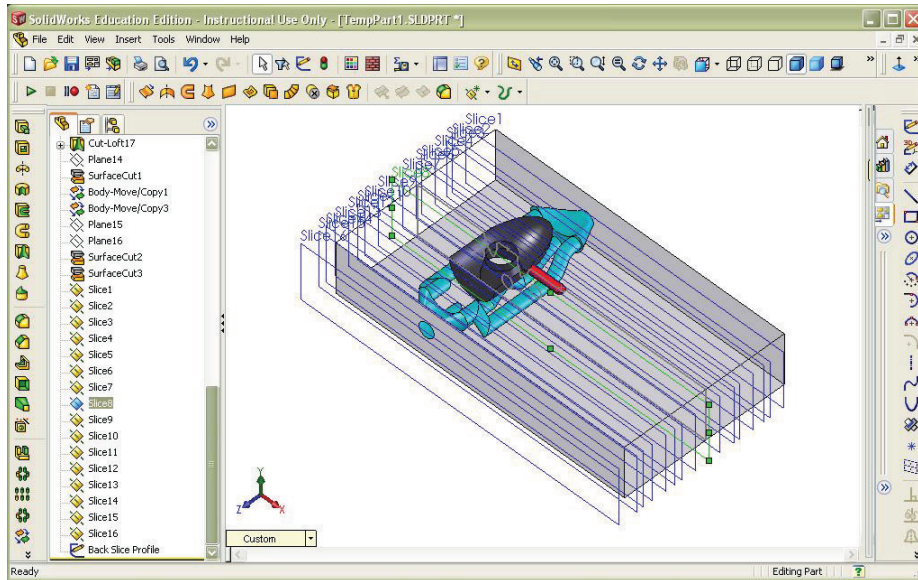 SolidWorks Education Edition - Instructional Use Only - [TempPart1.SLDPRT *]
File Edit View Insert Tools Window Help
Cut-Loft17
Plane14
SurfaceCut1
Body-Move/Copy1
Body-Move/Copy3
Plane15
Plane16
SurfaceCut2
SurfaceCut3
Slice1
Slice2
Slice3
Slice4
Slice5
Slice6
Slice7
Slice8
Slice9
Slice10
Slice11
Slice12
Slice13
Slice14
Slice15
Slice16
Back Slice Profile
Slice1
Slice16
Y
Z
X
Custom
Ready
Editing Part